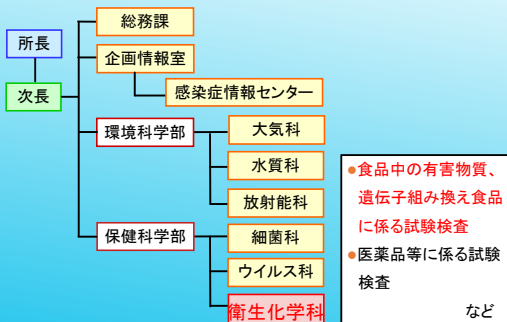 総務課
所長
企画情報室
次長
感染症情報センター
環境科学部
大気科
水質科
放射能科
保健科学部
細菌科
ウイルス科
衛生化学科
●食品中の有害物質、
遺伝子組み換え食品
に係る試験検査
●医薬品等に係る試験
検査
など